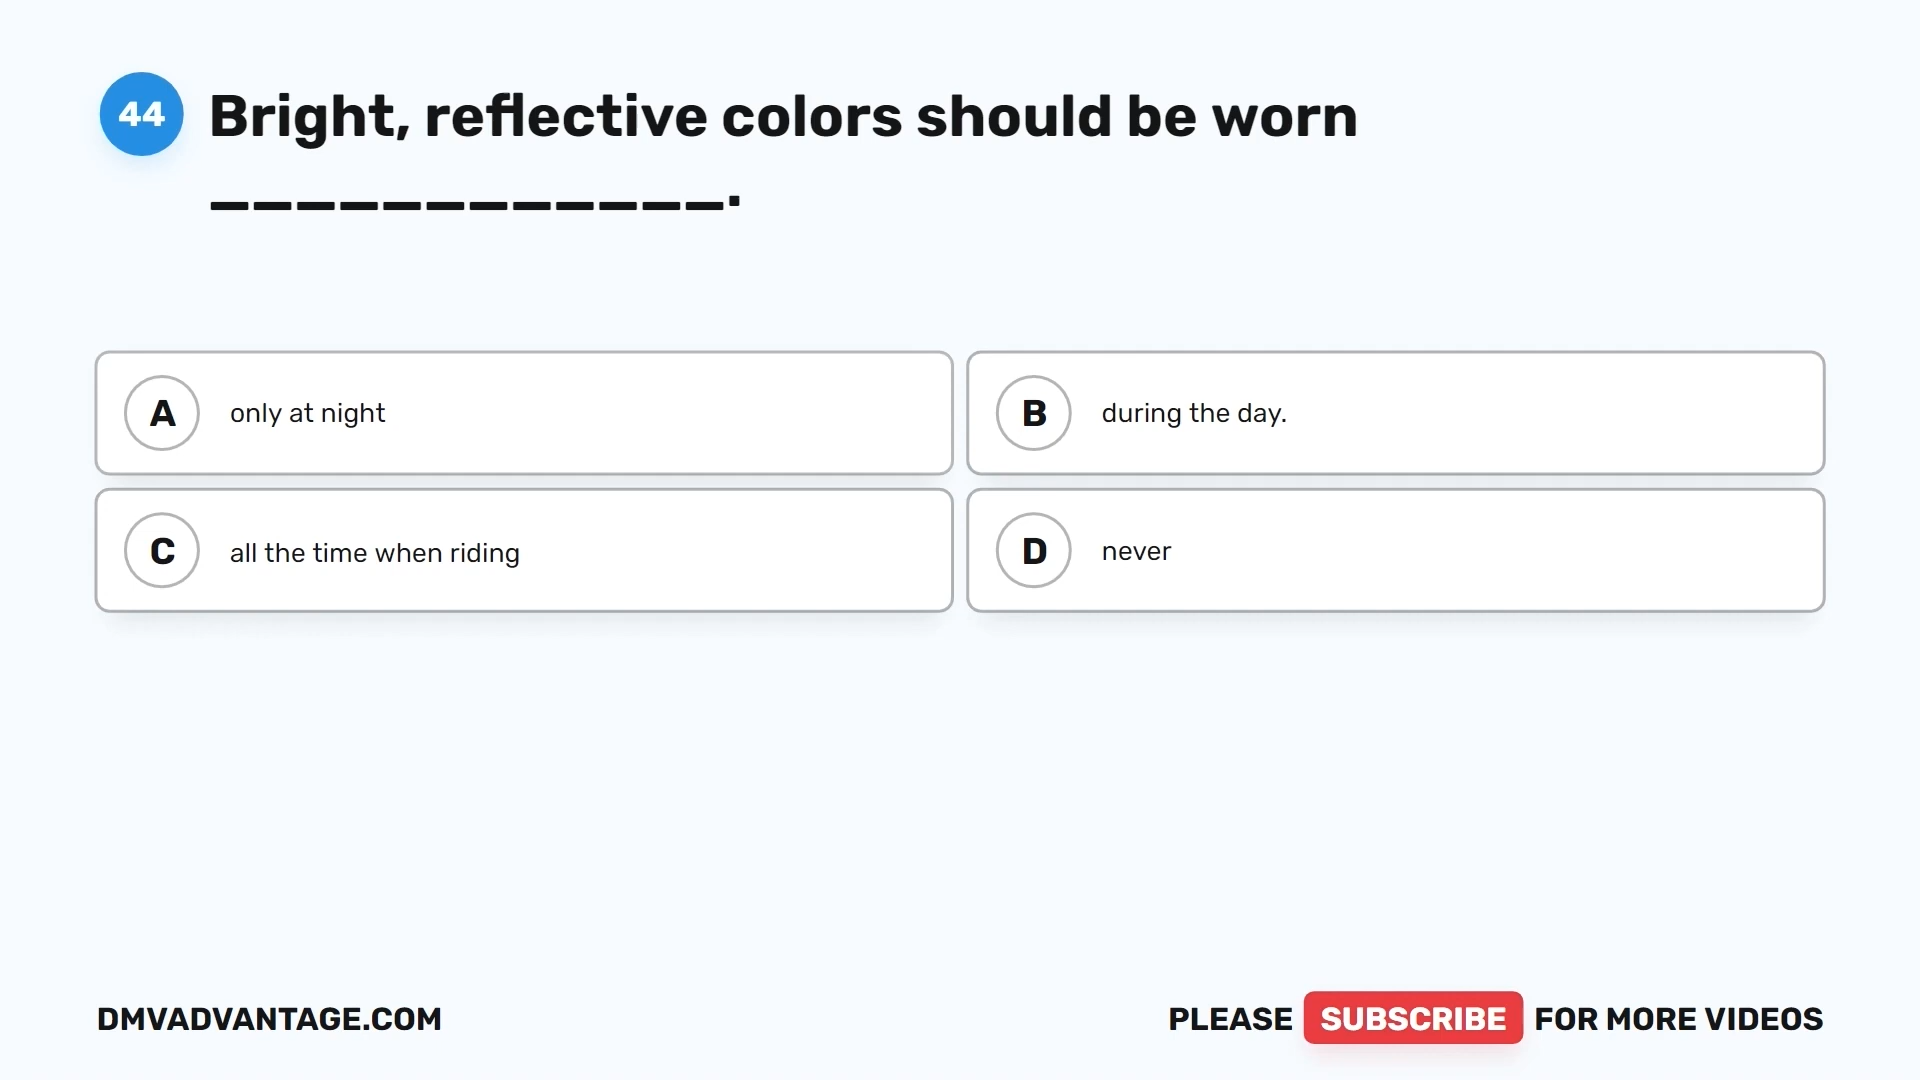 44 Bright, reflective colors should be worn
____________.
A only at night
B during the day.
C all the time when riding
D never
DMVADVANTAGE.COM
PLEASE SUBSCRIBE FOR MORE VIDEOS